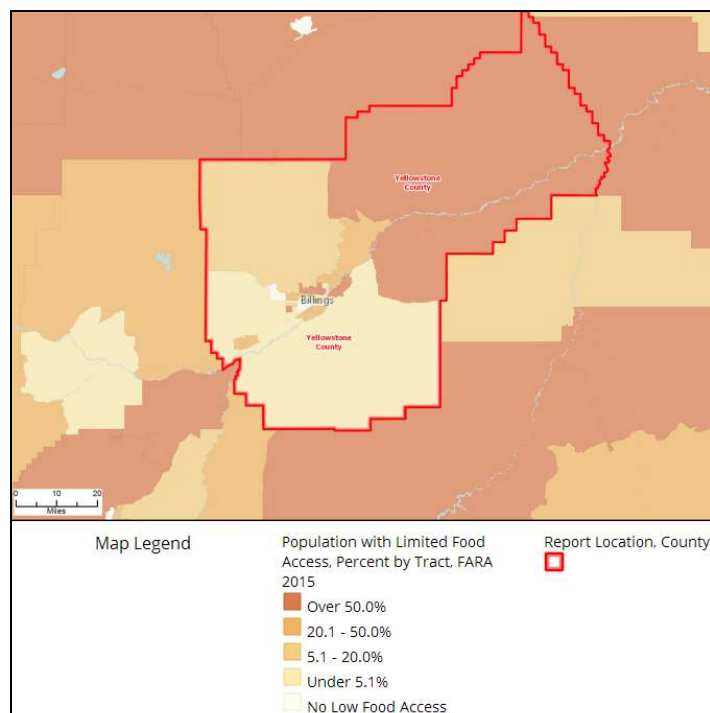 Yellowstone
County
Billings
Yellowstone
County
0 10 20
Miles
Map Legend
Population with Limited Food
Access, Percent by Tract, FARA
2015
Over 50.0%
20.1 - 50.0%
5.1 - 20.0%
Under 5.1%
No Low Food Access
Report Location, County